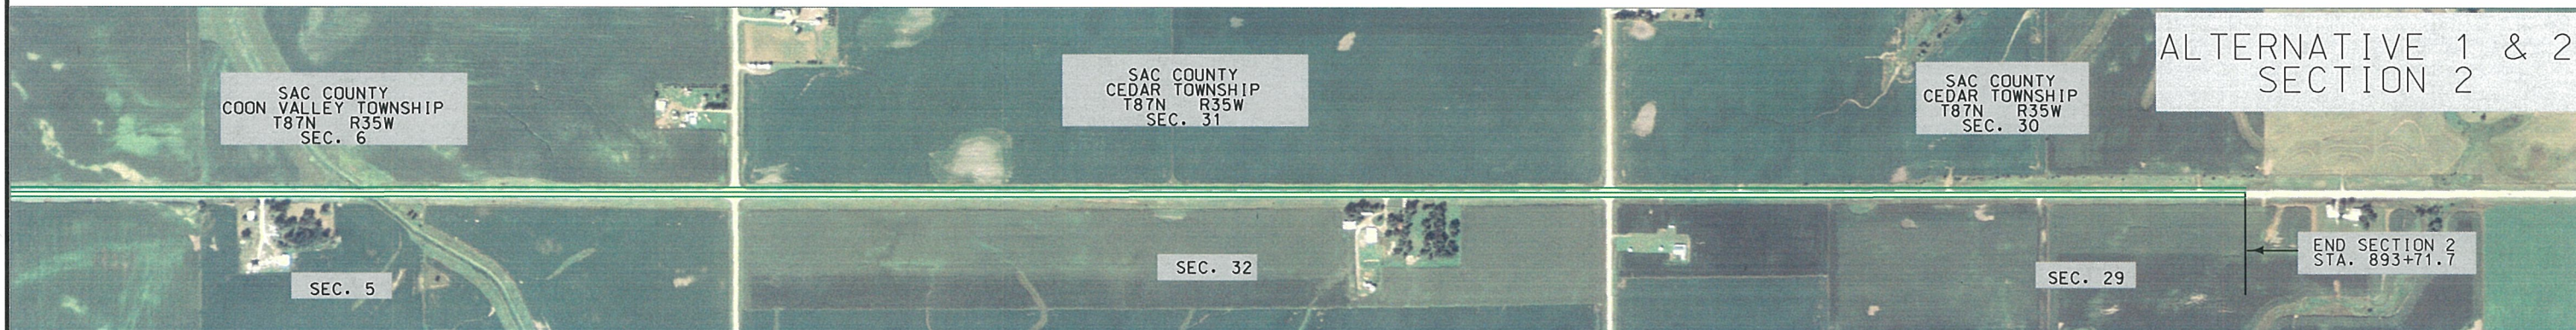 SAC COUNTY
COON VALLEY TOWNSHIP
T87N R35W
SEC. 6
SAC COUNTY
CEDAR TOWNSHIP
T87N R35W
SEC. 31
SAC COUNTY
CEDAR TOWNSHIP
T87N R35W
SEC. 30
ALTERNATIVE 1 & 2
SECTION 2
SEC. 5
SEC. 32
SEC. 29
END SECTION 2
STA. 893+71.7